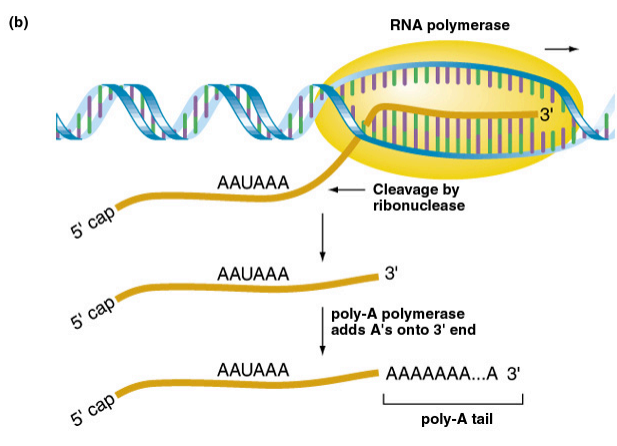 (b)
RNA polymerase
3'
AAUAAA
Cleavage by
ribonuclease
5' cap
AAUAAA
3'
5' cap
poly-A polymerase
adds A's onto 3' end
AAUAAA
AAAAAAA...A 3'
5' cap
poly-A tail